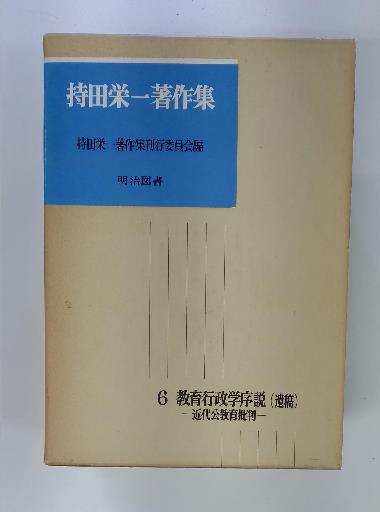 持田栄一著作集
持田栄一著作集刊行委員会編
明治図書
6 教育行政学序説(遺稿)
－近代公教育批判－